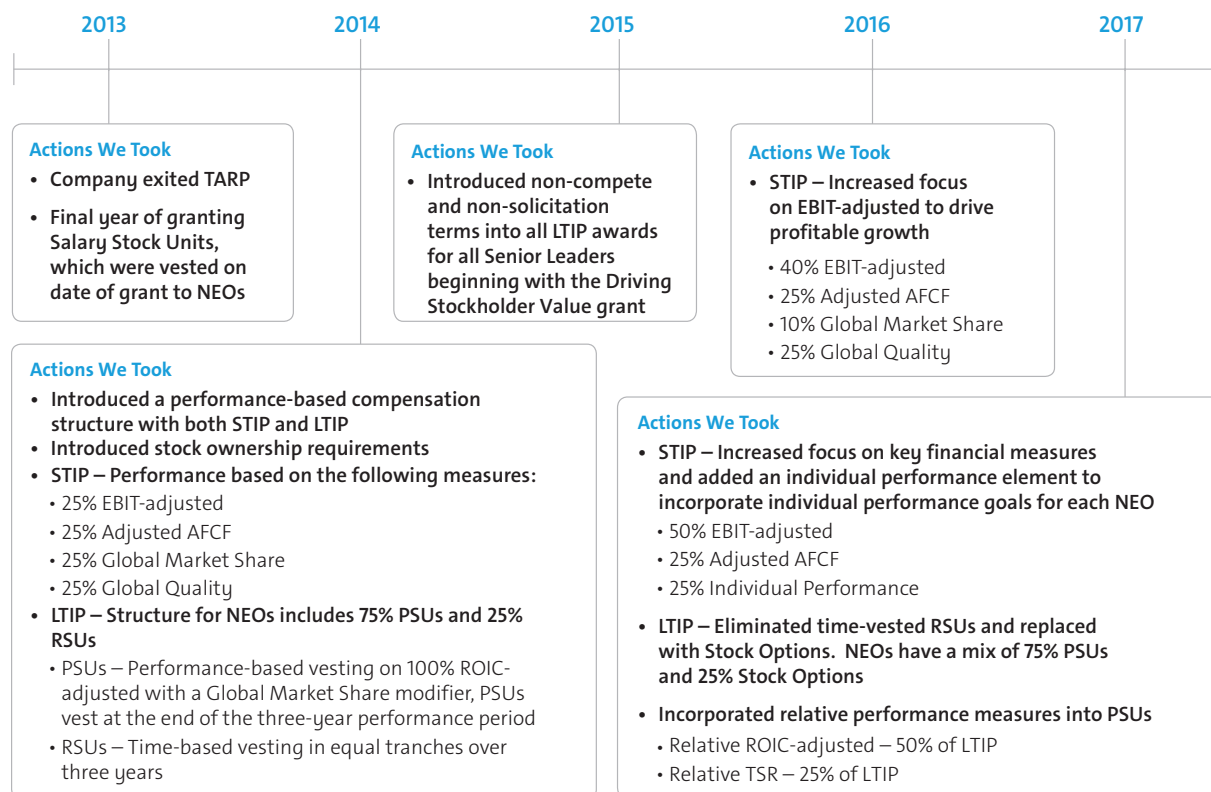 2013
2014
2015
2016
2017
Actions We Took
• Company exited TARP
• Final year of granting
Salary Stock Units,
which were vested on
date of grant to NEOs
Actions We Took
• Introduced a performance-based compensation
structure with both STIP and LTIP
• Introduced stock ownership requirements
• STIP – Performance based on the following measures:
• 25% EBIT-adjusted
• 25% Adjusted AFCF
• 25% Global Market Share
• 25% Global Quality
• LTIP – Structure for NEOs includes 75% PSUs and 25%
RSUs
• PSUs – Performance-based vesting on 100% ROIC-
adjusted with a Global Market Share modifier, PSUs
vest at the end of the three-year performance period
• RSUs – Time-based vesting in equal tranches over
three years
Actions We Took
• Introduced non-compete
and non-solicitation
terms into all LTIP awards
for all Senior Leaders
beginning with the Driving
Stockholder Value grant
Actions We Took
• STIP – Increased focus
on EBIT-adjusted to drive
profitable growth
• 40% EBIT-adjusted
• 25% Adjusted AFCF
• 10% Global Market Share
• 25% Global Quality
Actions We Took
• STIP – Increased focus on key financial measures
and added an individual performance element to
incorporate individual performance goals for each NEO
• 50% EBIT-adjusted
• 25% Adjusted AFCF
• 25% Individual Performance
• LTIP – Eliminated time-vested RSUs and replaced
with Stock Options. NEOs have a mix of 75% PSUs
and 25% Stock Options
• Incorporated relative performance measures into PSUs
• Relative ROIC-adjusted – 50% of LTIP
• Relative TSR – 25% of LTIP